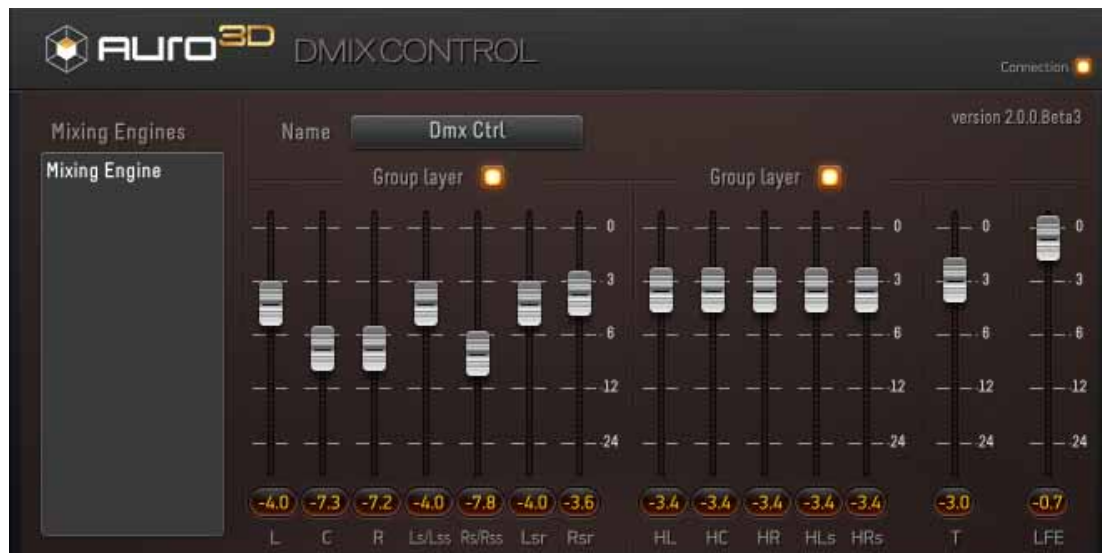 AURO 3D DMIX CONTROL
Connection
version 2.0.0.Beta3
Mixing Engines
Name Dmx Ctrl
Mixing Engine
Group layer Group layer
0 0 0 0
3 3 3 3
6 6 6 6
12 12 12 12
24 24 24 24
-4.0 -7.3 -7.2 -4.0 -7.8 -4.0 -3.6 -3.4 -3.4 -3.4 -3.4 -3.4 -3.0 -0.7
L C R Ls/Lss Rs/Rss Lsr Rsr HL HC HR HLs HRs T LFE